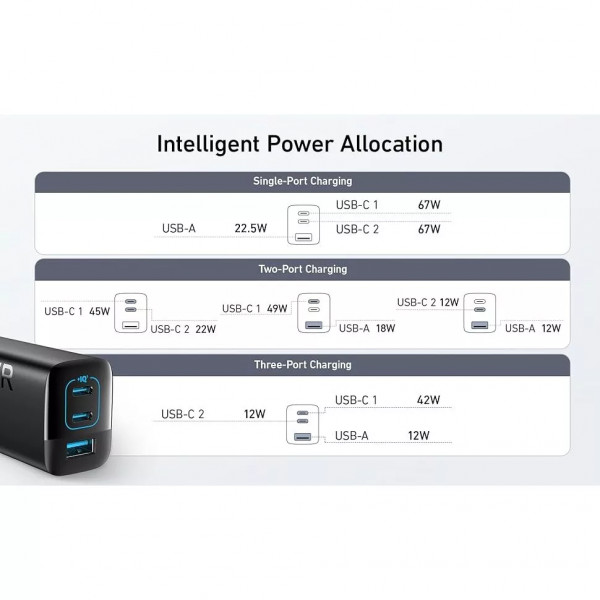 Intelligent Power Allocation
Single-Port Charging
USB-C 1 67W
USB-A 22.5W
USB-C 2 67W
Two-Port Charging
USB-C 1 45W
USB-C 2 22W
USB-C 1 49W
USB-A 18W
USB-C 2 12W
USB-A 12W
Three-Port Charging
USB-C 1 42W
USB-C 2 12W
USB-A 12W